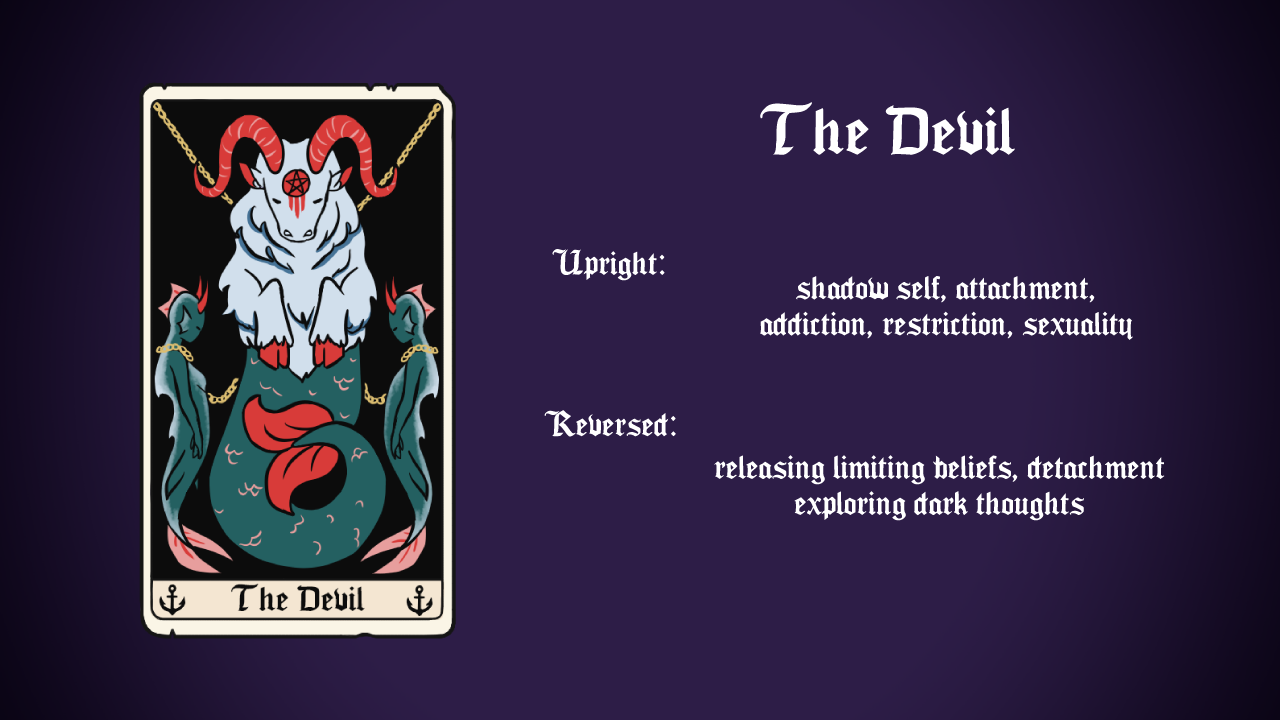 The Devil
Upright:
shadow self, attachment,
addiction, restriction, sexuality
Reversed:
releasing limiting beliefs, detachment
exploring dark thoughts
The Devil